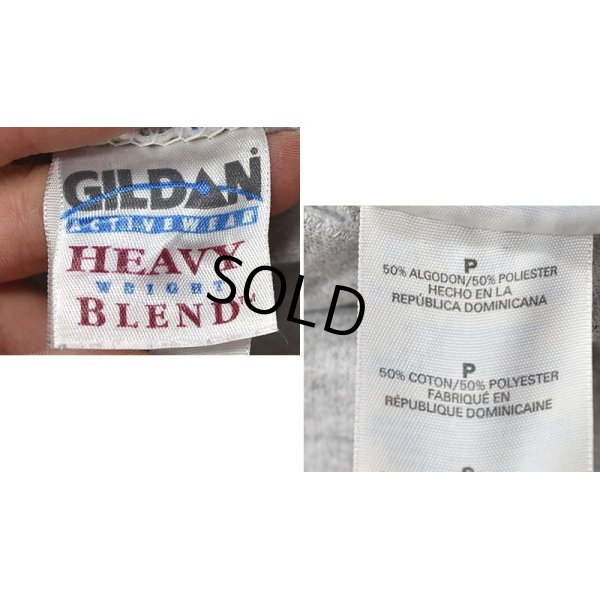 GILDAN
ACTIVEWEAR
HEAVY
WEIGHT
BLEND™
SOLD
P
50% ALGODON/50% POLIESTER
HECHO EN LA
REPÚBLICA DOMINICANA
P
50% COTON/50% POLYESTER
FABRIQUÉ EN
RÉPUBLIQUE DOMINICAINE